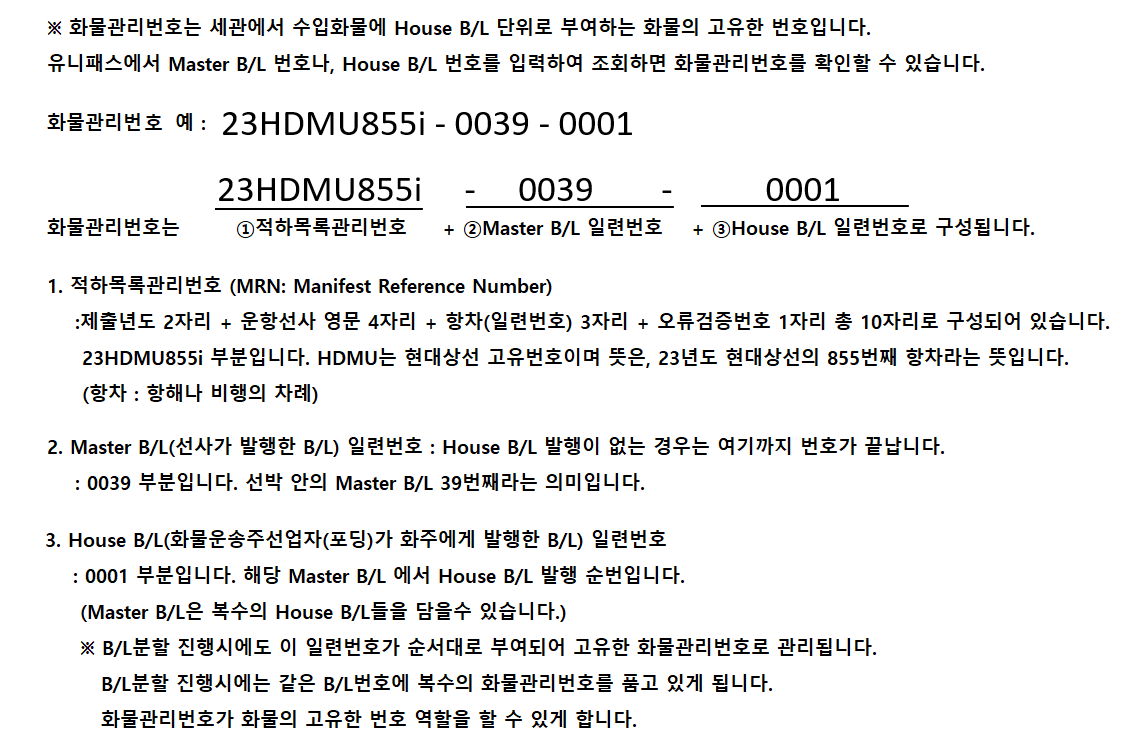 ※ 화물관리번호는 세관에서 수입화물에 House B/L 단위로 부여하는 화물의 고유한 번호입니다.
유니패스에서 Master B/L 번호나, House B/L 번호를 입력하여 조회하면 화물관리번호를 확인할 수 있습니다.
화물관리번호 예 : 23HDMU855i - 0039 - 0001
23HDMU855i - 0039 - 0001
화물관리번호는 ①적하목록관리번호 + ②Master B/L 일련번호 + ③House B/L 일련번호로 구성됩니다.
1. 적하목록관리번호 (MRN: Manifest Reference Number)
:제출년도 2자리 + 운항선사 영문 4자리 + 항차(일련번호) 3자리 + 오류검증번호 1자리 총 10자리로 구성되어 있습니다.
23HDMU855i 부분입니다. HDMU는 현대상선 고유번호이며 뜻은, 23년도 현대상선의 855번째 항차라는 뜻입니다.
(항차 : 항해나 비행의 차례)
2. Master B/L(선사가 발행한 B/L) 일련번호 : House B/L 발행이 없는 경우는 여기까지 번호가 끝납니다.
: 0039 부분입니다. 선박 안의 Master B/L 39번째라는 의미입니다.
3. House B/L(화물운송주선업자(포딩)가 화주에게 발행한 B/L) 일련번호
: 0001 부분입니다. 해당 Master B/L 에서 House B/L 발행 순번입니다.
(Master B/L은 복수의 House B/L들을 담을수 있습니다.)
※ B/L분할 진행시에도 이 일련번호가 순서대로 부여되어 고유한 화물관리번호로 관리됩니다.
B/L분할 진행시에는 같은 B/L번호에 복수의 화물관리번호를 품고 있게 됩니다.
화물관리번호가 화물의 고유한 번호 역할을 할 수 있게 합니다.